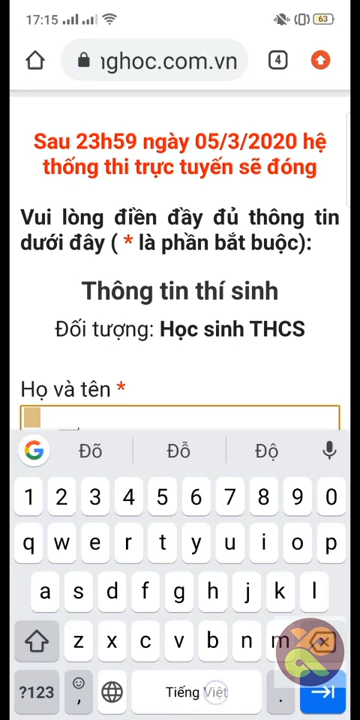 17:15 63
nghoc.com.vn 4
Sau 23h59 ngày 05/3/2020 hệ
thống thi trực tuyến sẽ đóng
Vui lòng điền đầy đủ thông tin
dưới đây ( * là phần bắt buộc):
Thông tin thí sinh
Đối tượng: Học sinh THCS
Họ và tên *
G Đõ Đỗ Độ
1 2 3 4 5 6 7 8 9 0
q w e r t y u i o p
a s d f g h j k l
z x c v b n m
?123 , Tiếng Việt .